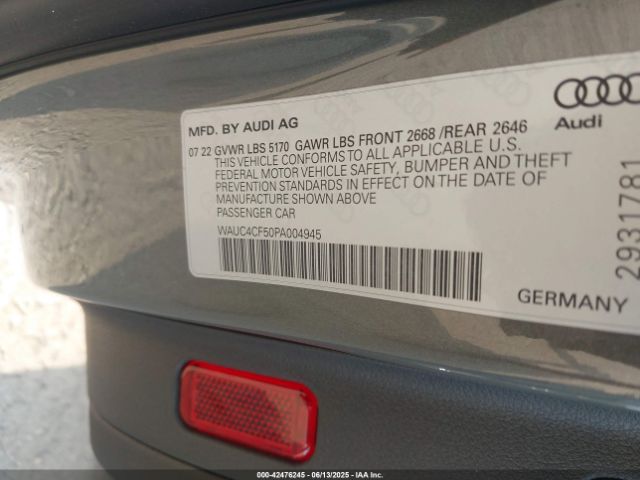 MFD. BY AUDI AG
07 22 GVWR LBS 5170 GAWR LBS FRONT 2668 /REAR 2646
THIS VEHICLE CONFORMS TO ALL APPLICABLE U.S.
FEDERAL MOTOR VEHICLE SAFETY, BUMPER AND THEFT
PREVENTION STANDARDS IN EFFECT ON THE DATE OF
MANUFACTURE SHOWN ABOVE
PASSENGER CAR
WAUC4CF50PA004945
Audi
2931781
GERMANY
000-42476245 - 06/13/2025 - IAAI.COM